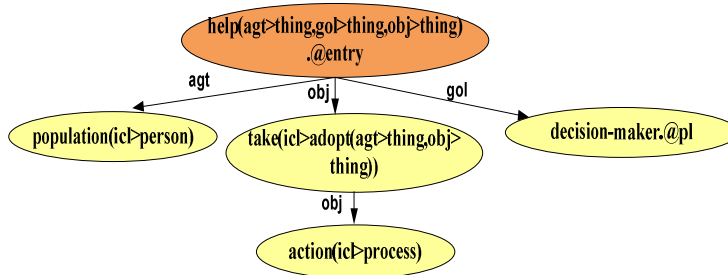 help(agt>thing,gol>thing,obj>thing)
.@entry
agt
obj
gol
population(icl>person)
take(icl>adopt(agt>thing,obj>
thing))
decision-maker.@pl
obj
action(icl>process)